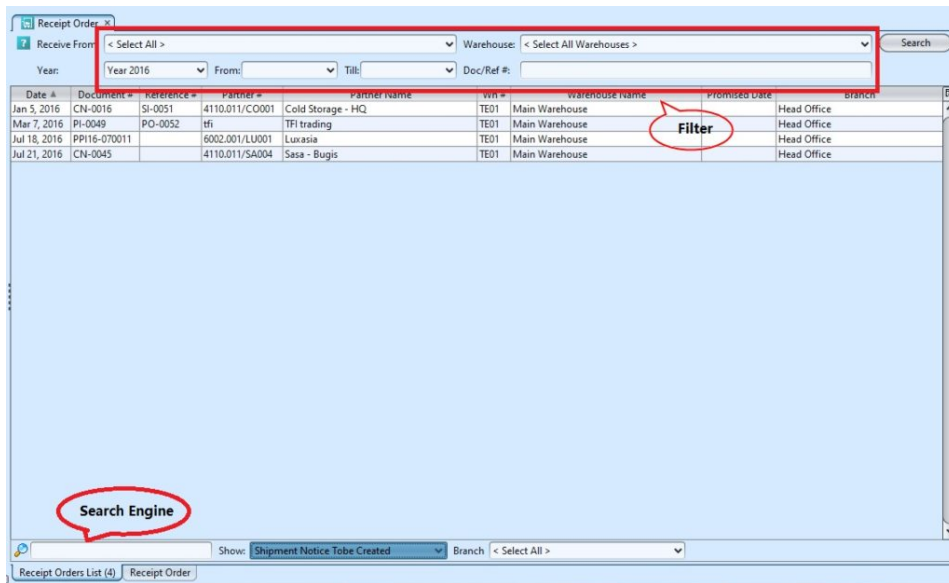 Receipt Order ×
? Receive From: < Select All > Warehouse: < Select All Warehouses > Search
Year: Year 2016 From: Till: Doc/Ref #:
Date Document # Reference # Partner # Partner Name Wh # Warehouse Name Promised Date Branch
Jan 5, 2016 CN-0016 SI-0051 4110.011/CO001 Cold Storage - HQ TE01 Main Warehouse Head Office
Mar 7, 2016 PI-0049 PO-0052 tfi TFI trading TE01 Main Warehouse Head Office
Jul 18, 2016 PPI16-070011 6002.001/LU001 Luxasia TE01 Main Warehouse Head Office
Jul 21, 2016 CN-0045 4110.011/SA004 Sasa - Bugis TE01 Main Warehouse Head Office
Filter
Search Engine
Show: Shipment Notice Tobe Created Branch < Select All >
Receipt Orders List (4) Receipt Order